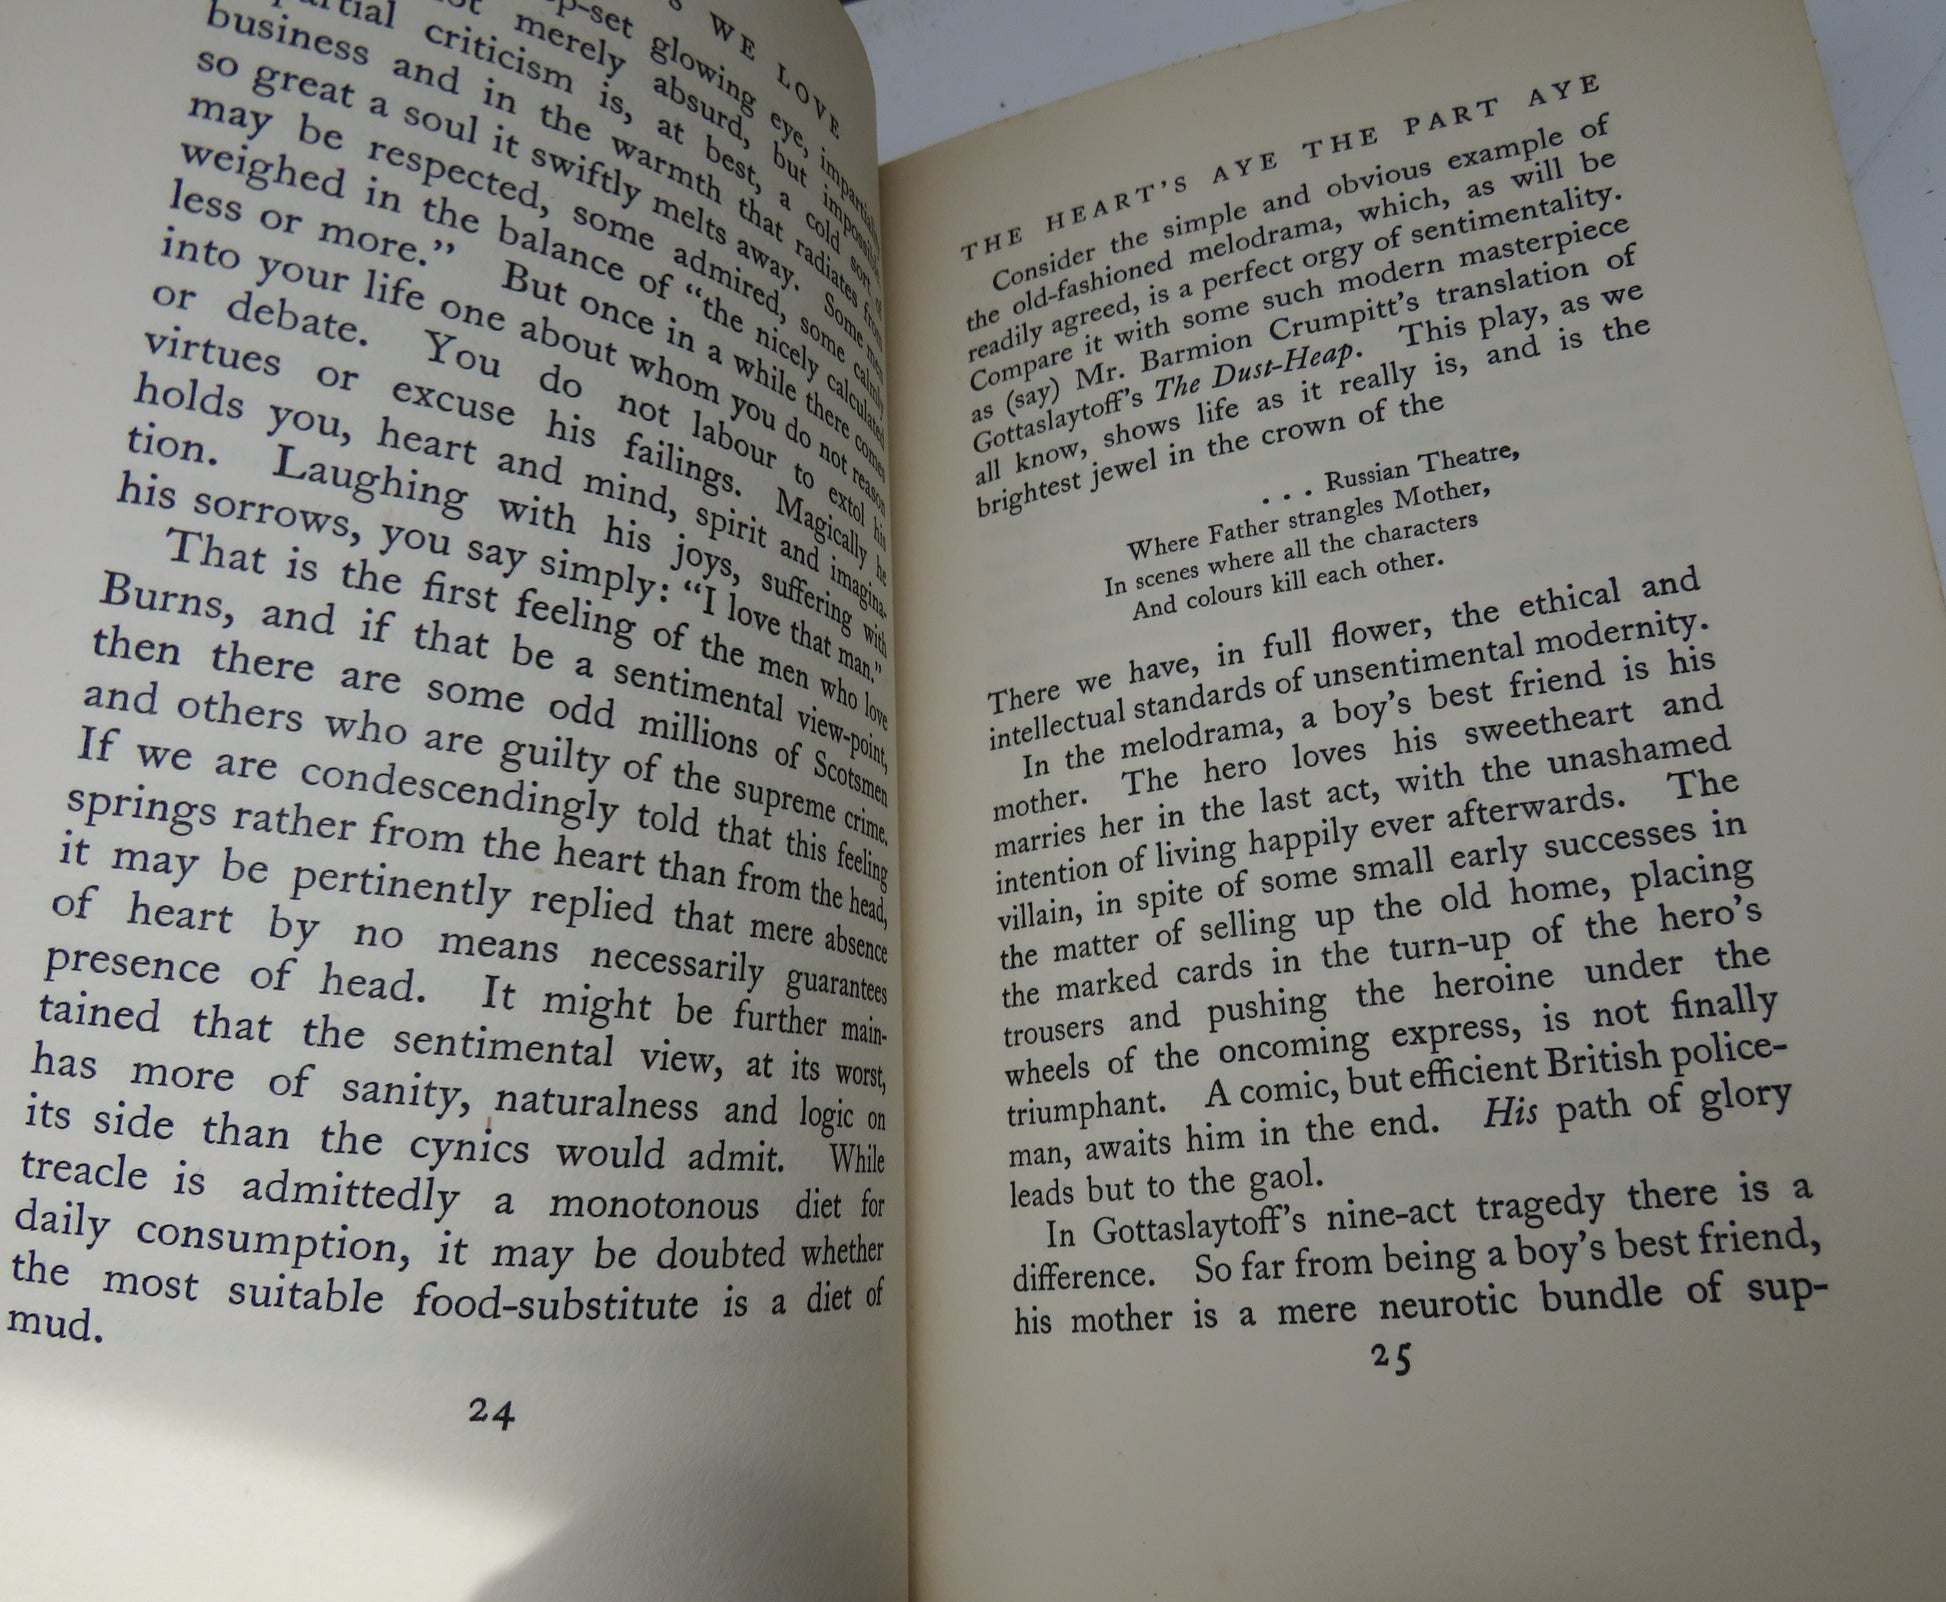 S WE LOVE
p-set glowing eye, impartiality
not merely absurd, but impossible.
partial criticism is, at best, a cold sort of
business and in the warmth that radiates from
so great a soul it swiftly melts away. Some men
may be respected, some admired, some calmly
weighed in the balance of "the nicely calculated
less or more." But once in a while there comes
into your life one about whom you do not reason
or debate. You do not labour to extol his
virtues or excuse his failings. Magically he
holds you, heart and mind, spirit and imagina-
tion. Laughing with his joys, suffering with
his sorrows, you say simply: "I love that man."
That is the first feeling of the men who love
Burns, and if that be a sentimental view-point,
then there are some odd millions of Scotsmen
and others who are guilty of the supreme crime.
If we are condescendingly told that this feeling
springs rather from the heart than from the head,
it may be pertinently replied that mere absence
of heart by no means necessarily guarantees
presence of head. It might be further main-
tained that the sentimental view, at its worst,
has more of sanity, naturalness and logic on
its side than the cynics would admit. While
treacle is admittedly a monotonous diet for
daily consumption, it may be doubted whether
the most suitable food-substitute is a diet of
mud.
24
THE HEART'S AYE THE PART AYE
Consider the simple and obvious example of
the old-fashioned melodrama, which, as will be
readily agreed, is a perfect orgy of sentimentality.
Compare it with some such modern masterpiece
as (say) Mr. Barmion Crumpitt's translation of
Gottaslaytoff's The Dust-Heap. This play, as we
all know, shows life as it really is, and is the
brightest jewel in the crown of the
. . . Russian Theatre,
Where Father strangles Mother,
In scenes where all the characters
And colours kill each other.
There we have, in full flower, the ethical and
intellectual standards of unsentimental modernity.
In the melodrama, a boy's best friend is his
mother. The hero loves his sweetheart and
marries her in the last act, with the unashamed
intention of living happily ever afterwards. The
villain, in spite of some small early successes in
the matter of selling up the old home, placing
the marked cards in the turn-up of the hero's
trousers and pushing the heroine under the
wheels of the oncoming express, is not finally
triumphant. A comic, but efficient British police-
man, awaits him in the end. His path of glory
leads but to the gaol.
In Gottaslaytoff's nine-act tragedy there is a
difference. So far from being a boy's best friend,
his mother is a mere neurotic bundle of sup-
25